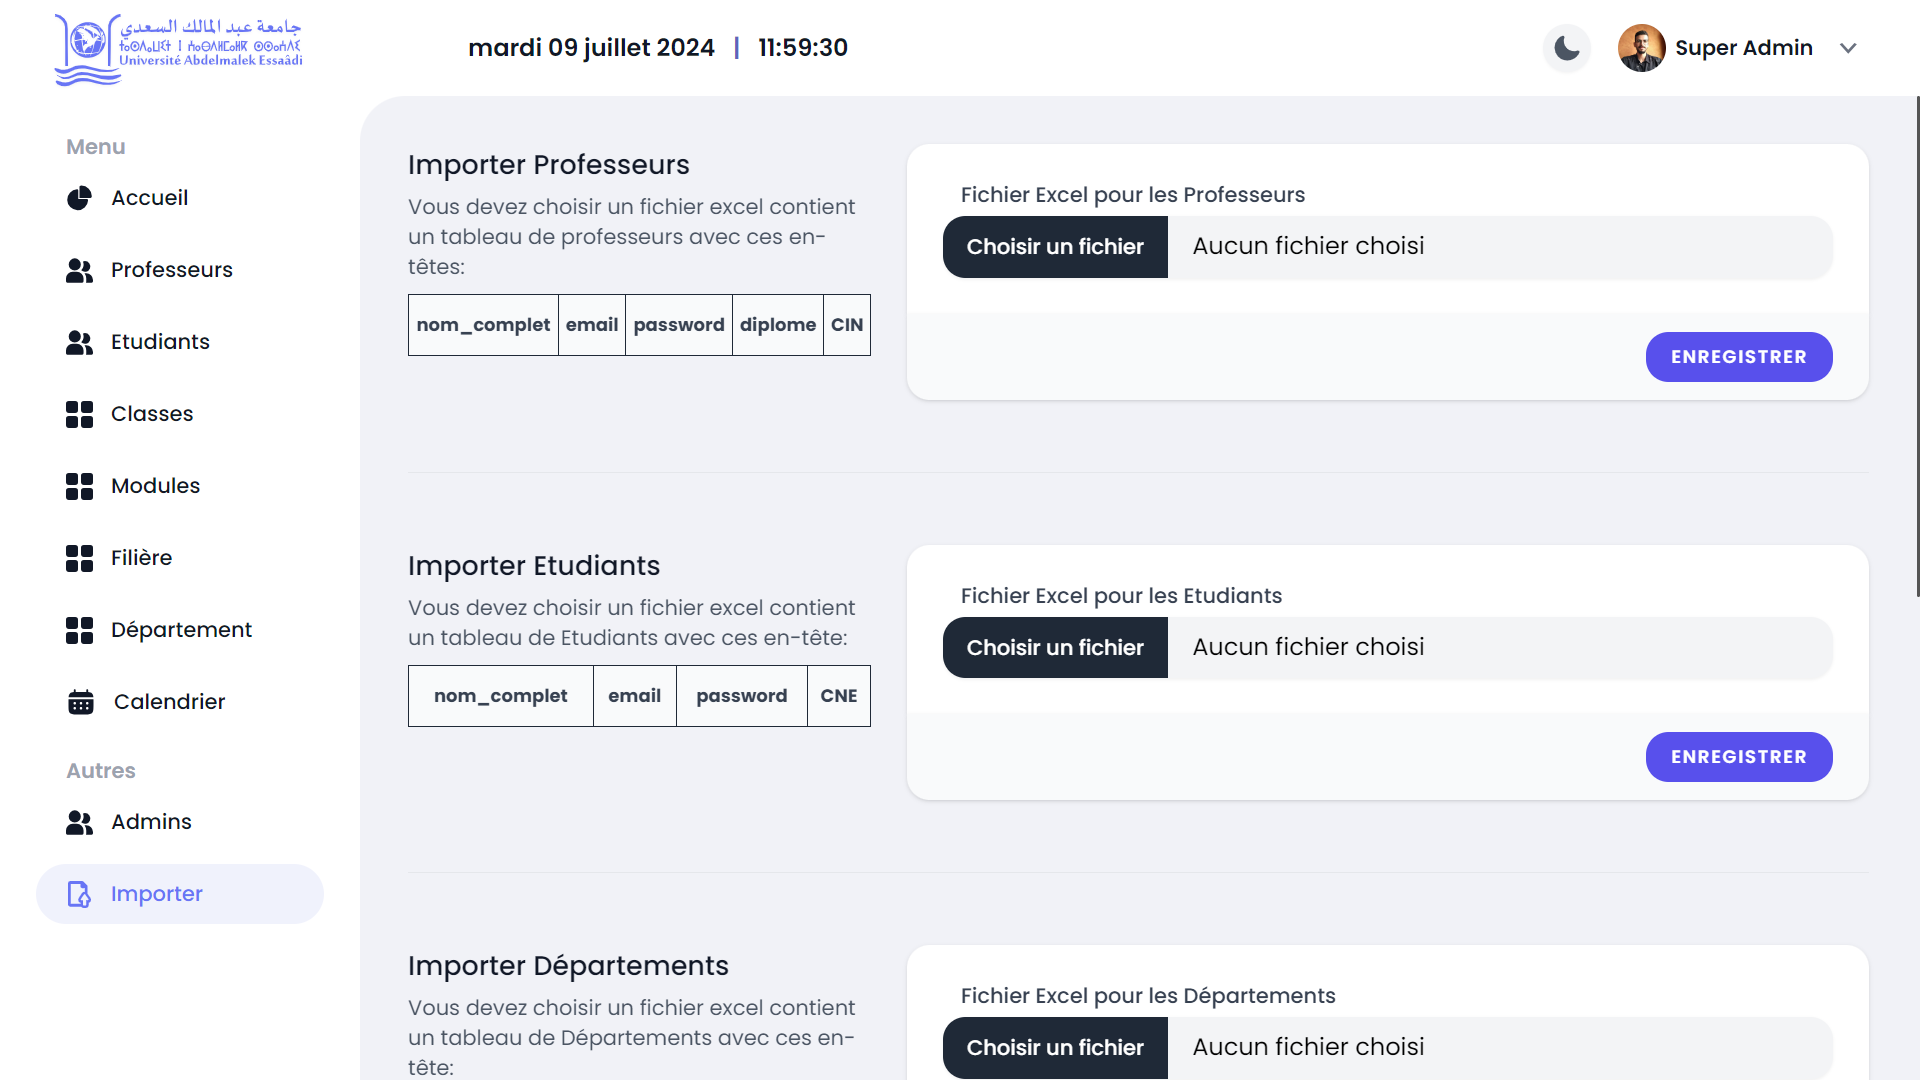 جامعة عبد المالك السعدي
Université Abdelmalek Essaâdi
mardi 09 juillet 2024 | 11:59:30
Super Admin
Menu
Accueil
Professeurs
Etudiants
Classes
Modules
Filière
Département
Calendrier
Autres
Admins
Importer
Importer Professeurs
Vous devez choisir un fichier excel contient
un tableau de professeurs avec ces en-
têtes:
nom_complet email password diplome CIN
Fichier Excel pour les Professeurs
Choisir un fichier Aucun fichier choisi
ENREGISTRER
Importer Etudiants
Vous devez choisir un fichier excel contient
un tableau de Etudiants avec ces en-tête:
nom_complet email password CNE
Fichier Excel pour les Etudiants
Choisir un fichier Aucun fichier choisi
ENREGISTRER
Importer Départements
Vous devez choisir un fichier excel contient
un tableau de Départements avec ces en-
tête:
Fichier Excel pour les Départements
Choisir un fichier Aucun fichier choisi